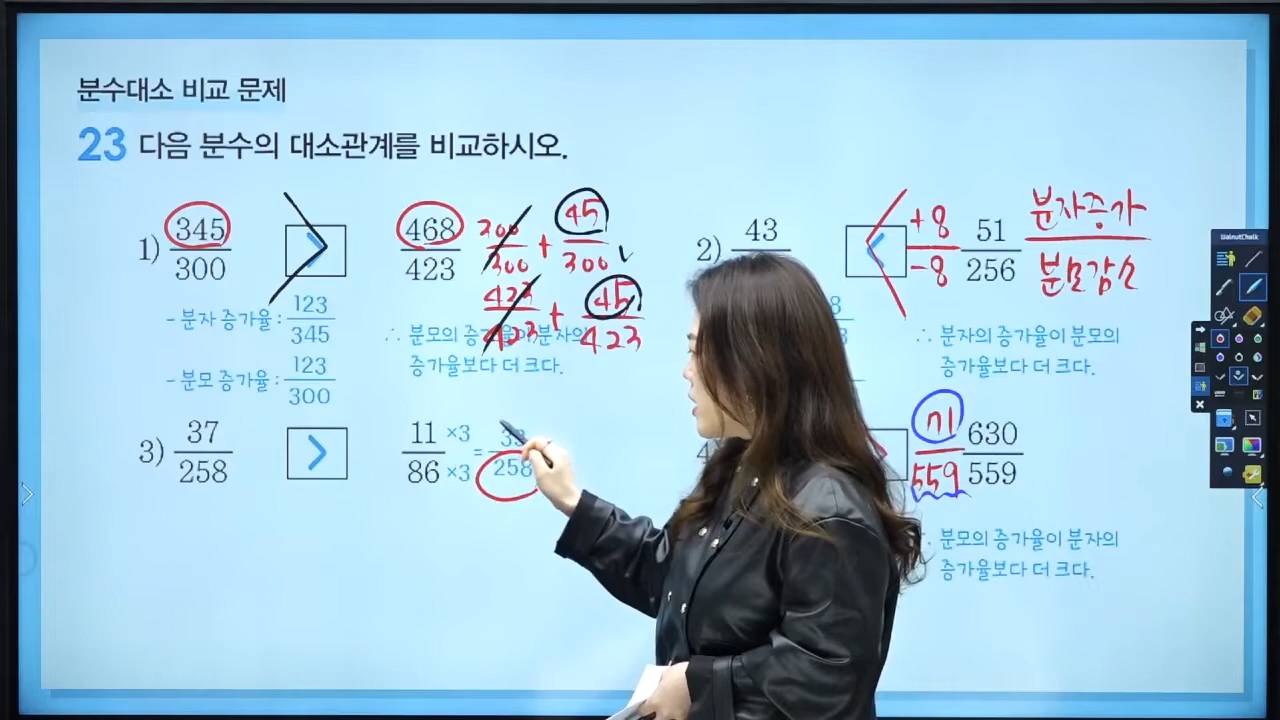 분수대소 비교 문제
23 다음 분수의 대소관계를 비교하시오.
1) 345/300 > 468/423
200/300 + 45/300
423/423 + 45/423
- 분자 증가율 : 123/345
- 분모 증가율 : 123/300
∴ 분모의 증가율이 분자의
증가율보다 더 크다.
2) 43 < +8/-8 51/256
분자증가
분모감소
∴ 분자의 증가율이 분모의
증가율보다 더 크다.
3) 37/258 > 11/86 ×3/×3 = 33/258
559 630/559
∴ 분모의 증가율이 분자의
증가율보다 더 크다.
WalnutChalk